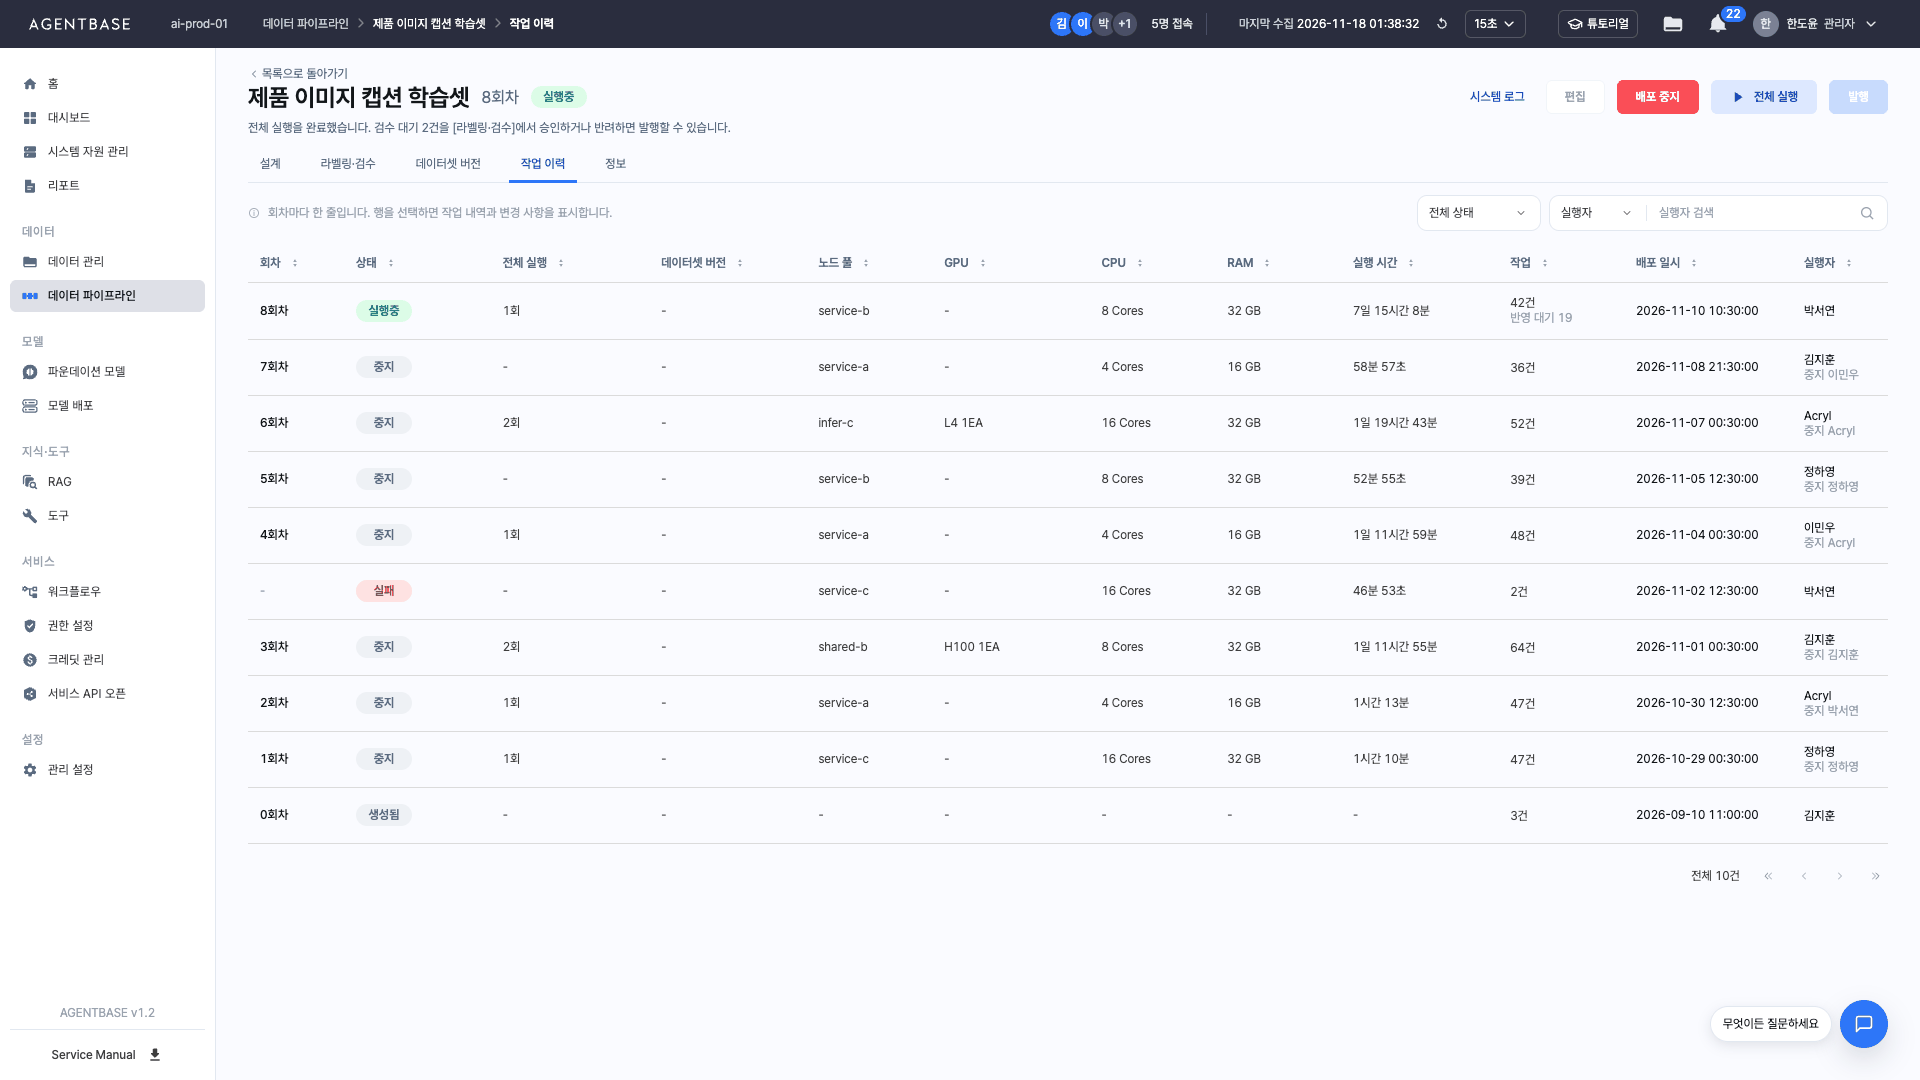 AGENTBASE
ai-prod-01
데이터 파이프라인 > 제품 이미지 캡션 학습셋 > 작업 이력
김 이 박 +1 5명 접속
마지막 수집 2026-11-18 01:38:32
15초
튜토리얼
22
한 한도윤 관리자
홈
대시보드
시스템 자원 관리
리포트
데이터
데이터 관리
데이터 파이프라인
모델
파운데이션 모델
모델 배포
지식·도구
RAG
도구
서비스
워크플로우
권한 설정
크레딧 관리
서비스 API 오픈
설정
관리 설정
AGENTBASE v1.2
Service Manual
목록으로 돌아가기
제품 이미지 캡션 학습셋 8회차 실행중
전체 실행을 완료했습니다. 검수 대기 2건을 [라벨링·검수]에서 승인하거나 반려하면 발행할 수 있습니다.
시스템 로그 편집 배포 중지 전체 실행 발행
설계 라벨링·검수 데이터셋 버전 작업 이력 정보
회차마다 한 줄입니다. 행을 선택하면 작업 내역과 변경 사항을 표시합니다.
전체 상태 실행자 실행자 검색
회차 상태 전체 실행 데이터셋 버전 노드 풀 GPU CPU RAM 실행 시간 작업 배포 일시 실행자
8회차 실행중 1회 - service-b - 8 Cores 32 GB 7일 15시간 8분 42건 2026-11-10 10:30:00 박서연
반영 대기 19
7회차 중지 - - service-a - 4 Cores 16 GB 58분 57초 36건 2026-11-08 21:30:00 김지훈
중지 이민우
6회차 중지 2회 - infer-c L4 1EA 16 Cores 32 GB 1일 19시간 43분 52건 2026-11-07 00:30:00 Acryl
중지 Acryl
5회차 중지 - - service-b - 8 Cores 32 GB 52분 55초 39건 2026-11-05 12:30:00 정하영
중지 정하영
4회차 중지 1회 - service-a - 4 Cores 16 GB 1일 11시간 59분 48건 2026-11-04 00:30:00 이민우
중지 Acryl
- 실패 - - service-c - 16 Cores 32 GB 46분 53초 2건 2026-11-02 12:30:00 박서연
3회차 중지 2회 - shared-b H100 1EA 8 Cores 32 GB 1일 11시간 55분 64건 2026-11-01 00:30:00 김지훈
중지 김지훈
2회차 중지 1회 - service-a - 4 Cores 16 GB 1시간 13분 47건 2026-10-30 12:30:00 Acryl
중지 박서연
1회차 중지 1회 - service-c - 16 Cores 32 GB 1시간 10분 47건 2026-10-29 00:30:00 정하영
중지 정하영
0회차 생성됨 - - - - - - - 3건 2026-09-10 11:00:00 김지훈
전체 10건
무엇이든 질문하세요